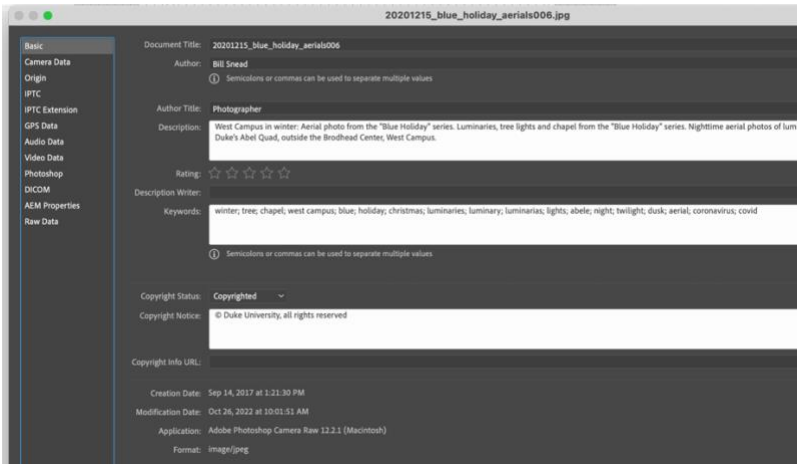 20201215_blue_holiday_aerials006.jpg
Basic
Camera Data
Origin
IPTC
IPTC Extension
GPS Data
Audio Data
Video Data
Photoshop
DICOM
AEM Properties
Raw Data
Document Title: 20201215_blue_holiday_aerials006
Author: Bill Snead
Semicolons or commas can be used to separate multiple values
Author Title: Photographer
Description: West Campus in winter: Aerial photo from the "Blue Holiday" series. Luminaries, tree lights and chapel from the "Blue Holiday" series. Nighttime aerial photos of lum
Duke's Abel Quad, outside the Brodhead Center, West Campus.
Rating:
Description Writer:
Keywords: winter; tree; chapel; west campus; blue; holiday; christmas; luminaries; luminary; luminarias; lights; abele; night; twilight; dusk; aerial; coronavirus; covid
Semicolons or commas can be used to separate multiple values
Copyright Status: Copyrighted
Copyright Notice: © Duke University, all rights reserved
Copyright Info URL:
Creation Date: Sep 14, 2017 at 1:21:30 PM
Modification Date: Oct 26, 2022 at 10:01:51 AM
Application: Adobe Photoshop Camera Raw 12.2.1 (Macintosh)
Format: image/jpeg